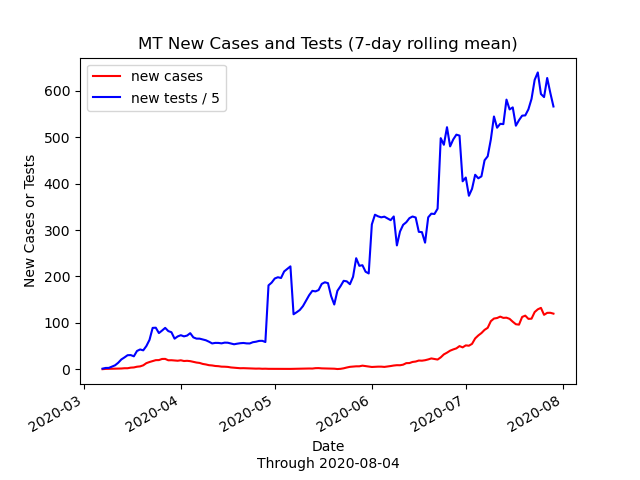 MT New Cases and Tests (7-day rolling mean)
new cases
new tests / 5
New Cases or Tests
600
500
400
300
200
100
0
2020-03
2020-04
2020-05
2020-06
2020-07
2020-08
Date
Through 2020-08-04